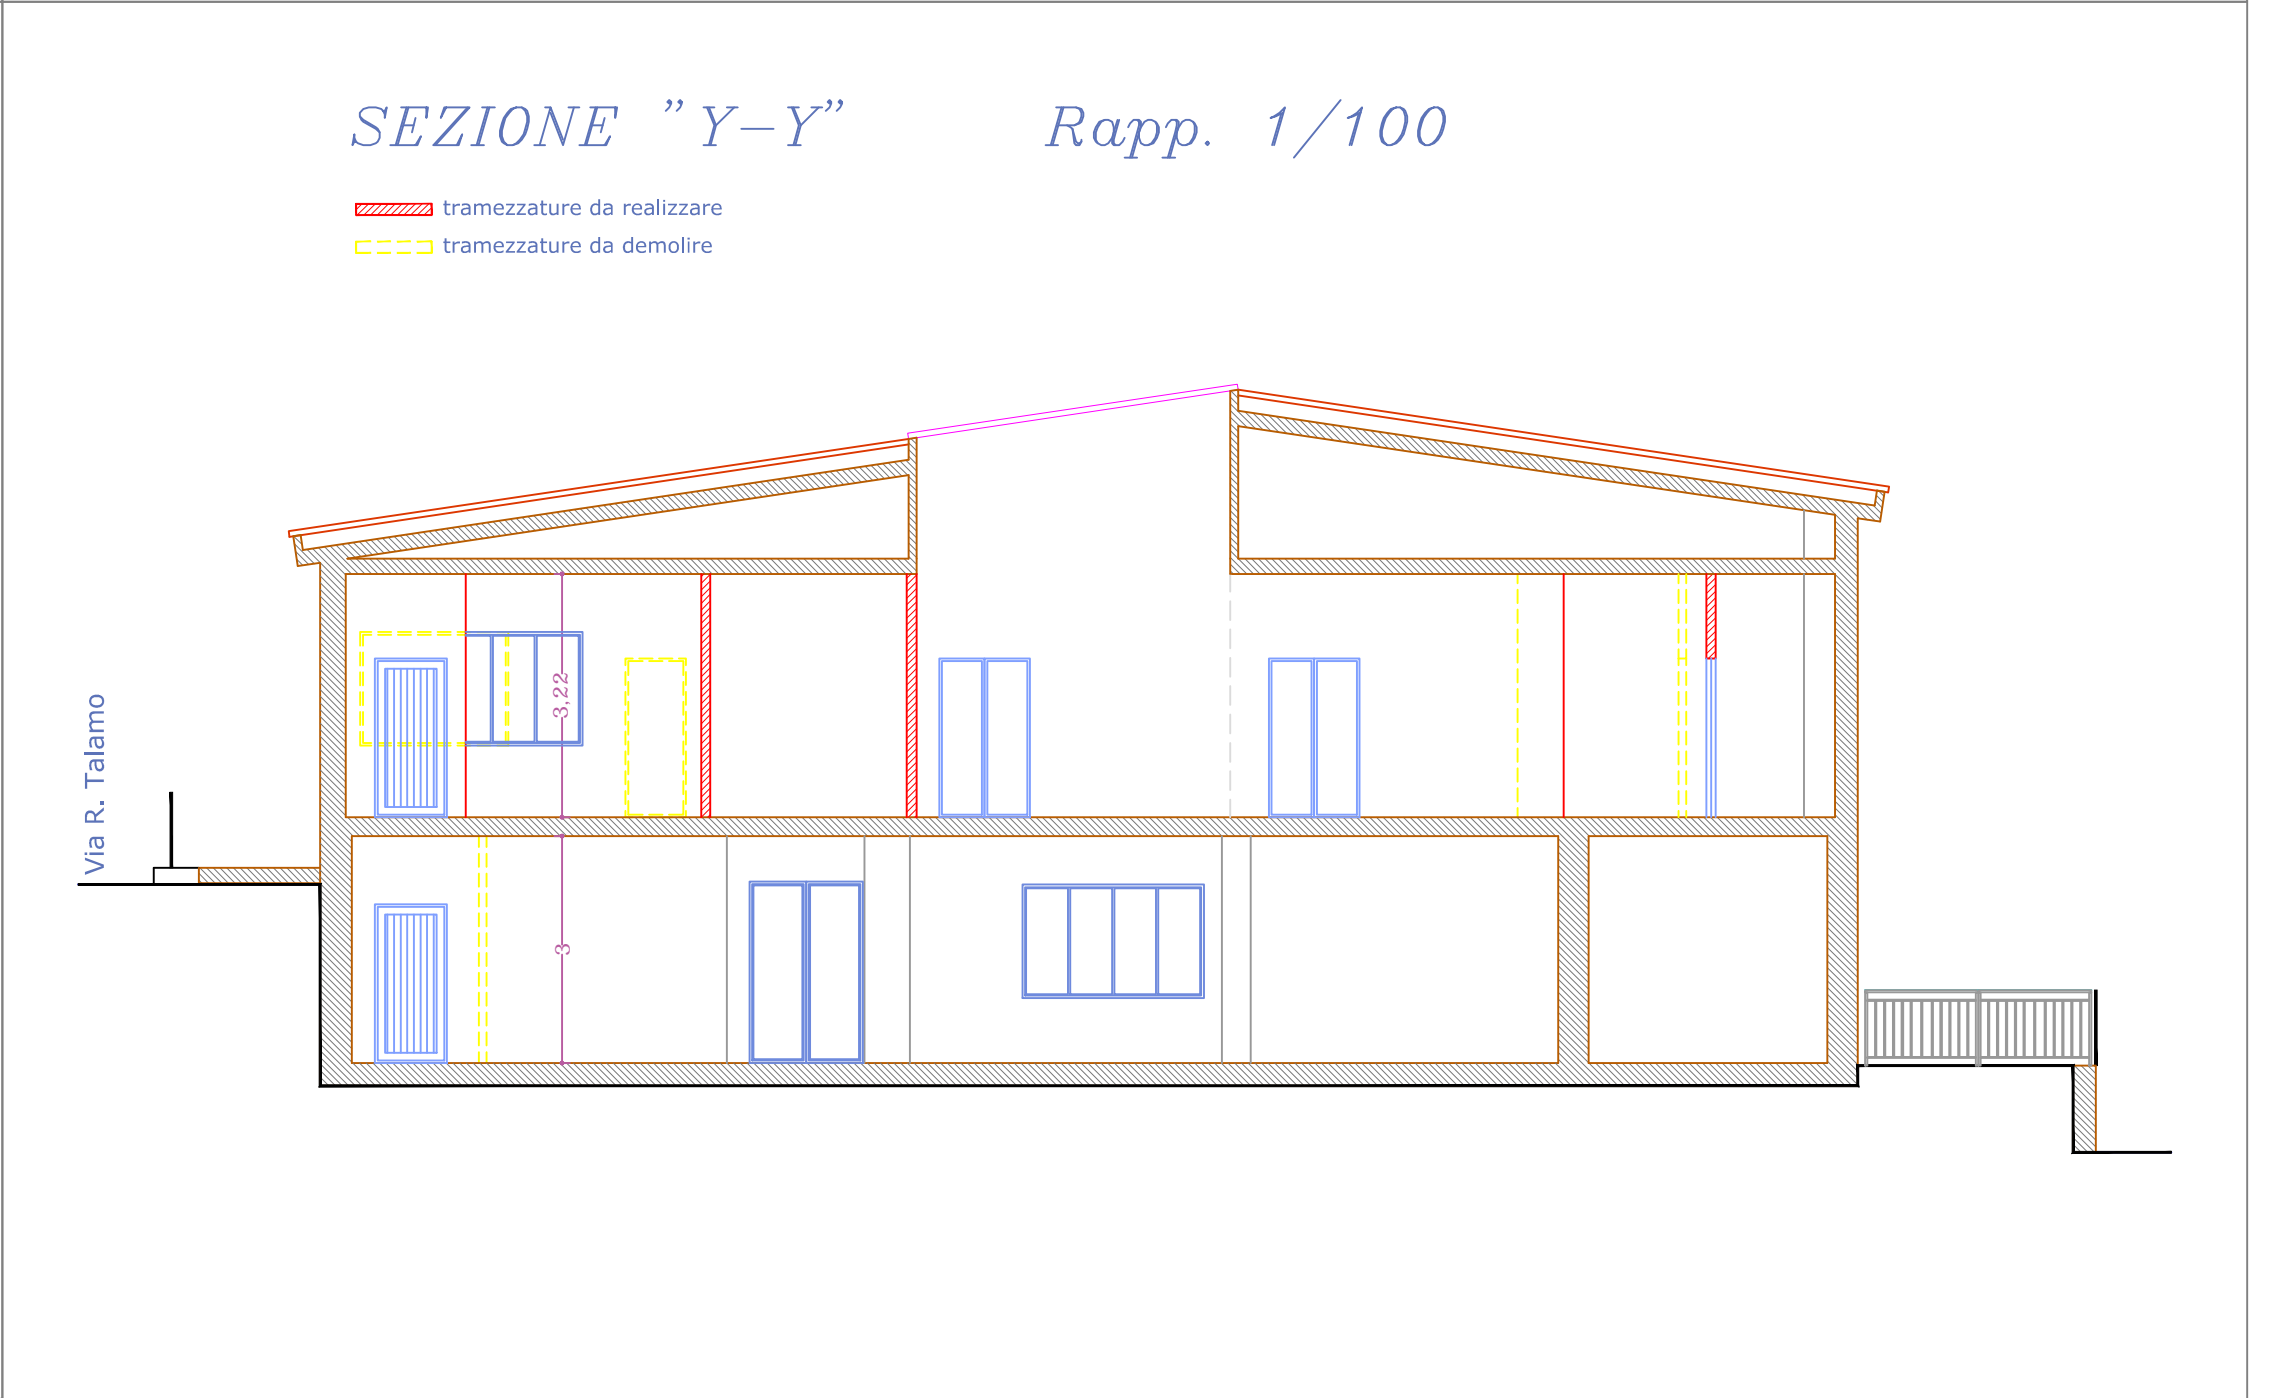 SEZIONE "Y-Y" Rapp. 1/100
tramezzature da realizzare
tramezzature da demolire
3,22
Via R. Talamo
3